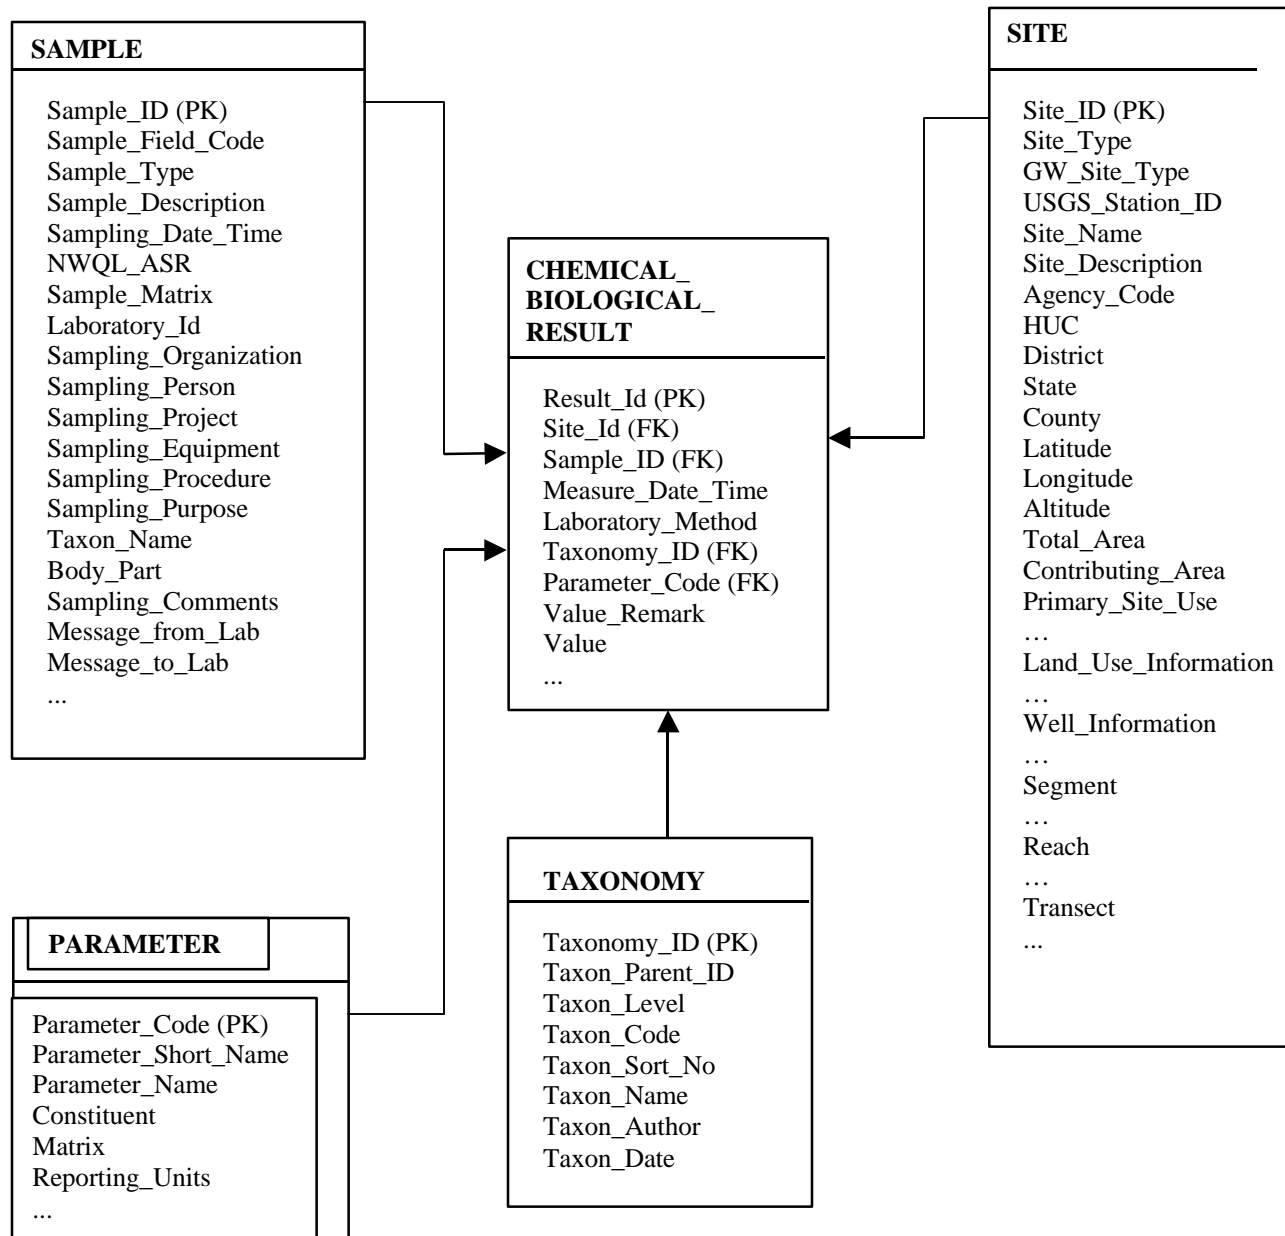 SAMPLE
Sample_ID (PK)
Sample_Field_Code
Sample_Type
Sample_Description
Sampling_Date_Time
NWQL_ASR
Sample_Matrix
Laboratory_Id
Sampling_Organization
Sampling_Person
Sampling_Project
Sampling_Equipment
Sampling_Procedure
Sampling_Purpose
Taxon_Name
Body_Part
Sampling_Comments
Message_from_Lab
Message_to_Lab
...
CHEMICAL_
BIOLOGICAL_
RESULT
Result_Id (PK)
Site_Id (FK)
Sample_ID (FK)
Measure_Date_Time
Laboratory_Method
Taxonomy_ID (FK)
Parameter_Code (FK)
Value_Remark
Value
...
SITE
Site_ID (PK)
Site_Type
GW_Site_Type
USGS_Station_ID
Site_Name
Site_Description
Agency_Code
HUC
District
State
County
Latitude
Longitude
Altitude
Total_Area
Contributing_Area
Primary_Site_Use
…
Land_Use_Information
…
Well_Information
…
Segment
…
Reach
…
Transect
...
PARAMETER
Parameter_Code (PK)
Parameter_Short_Name
Parameter_Name
Constituent
Matrix
Reporting_Units
...
TAXONOMY
Taxonomy_ID (PK)
Taxon_Parent_ID
Taxon_Level
Taxon_Code
Taxon_Sort_No
Taxon_Name
Taxon_Author
Taxon_Date